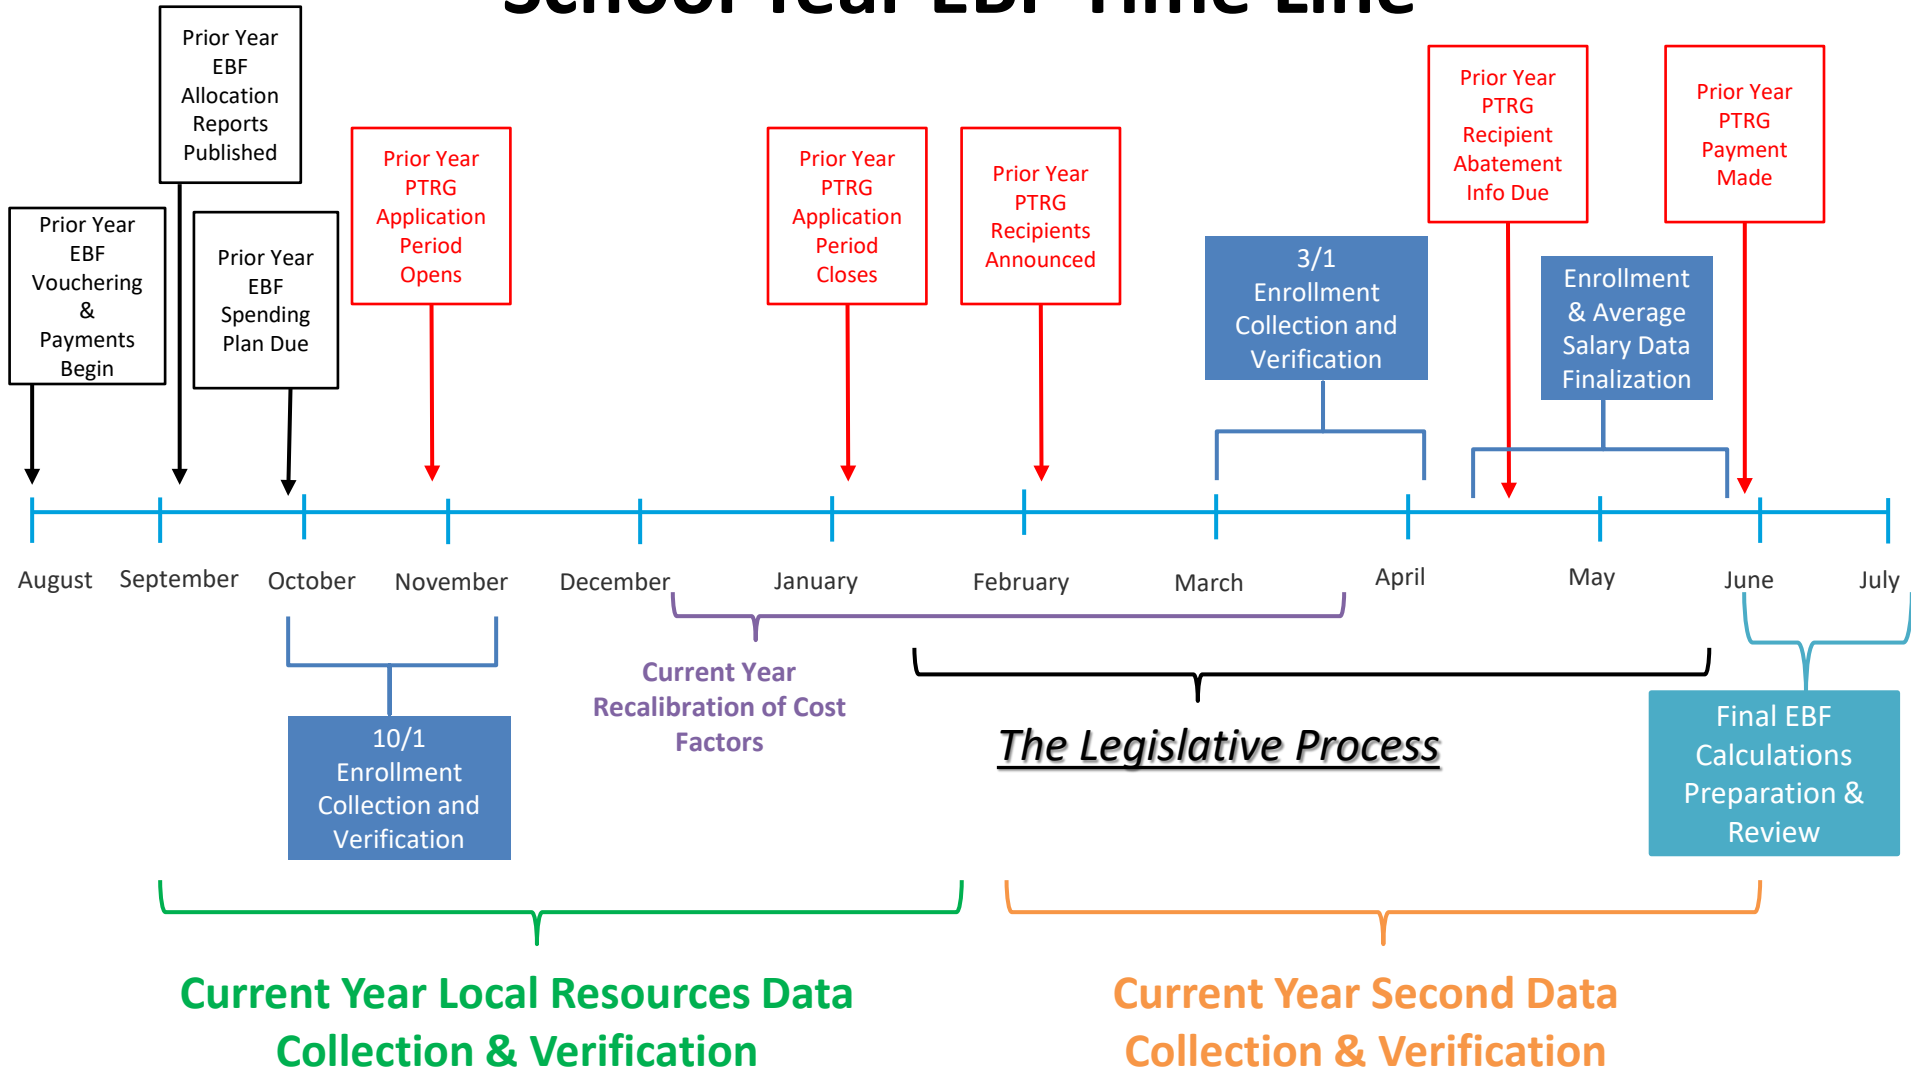 School Year EBF Time Line
Prior Year
EBF
Allocation
Reports
Published
Prior Year
EBF
Vouchering
&
Payments
Begin
Prior Year
EBF
Spending
Plan Due
Prior Year
PTRG
Application
Period
Opens
Prior Year
PTRG
Application
Period
Closes
Prior Year
PTRG
Recipients
Announced
3/1
Enrollment
Collection and
Verification
Prior Year
PTRG
Recipient
Abatement
Info Due
Enrollment
& Average
Salary Data
Finalization
Prior Year
PTRG
Payment
Made
August
September
October
November
December
January
February
March
April
May
June
July
10/1
Enrollment
Collection and
Verification
Current Year
Recalibration of Cost
Factors
The Legislative Process
Final EBF
Calculations
Preparation &
Review
Current Year Local Resources Data
Collection & Verification
Current Year Second Data
Collection & Verification